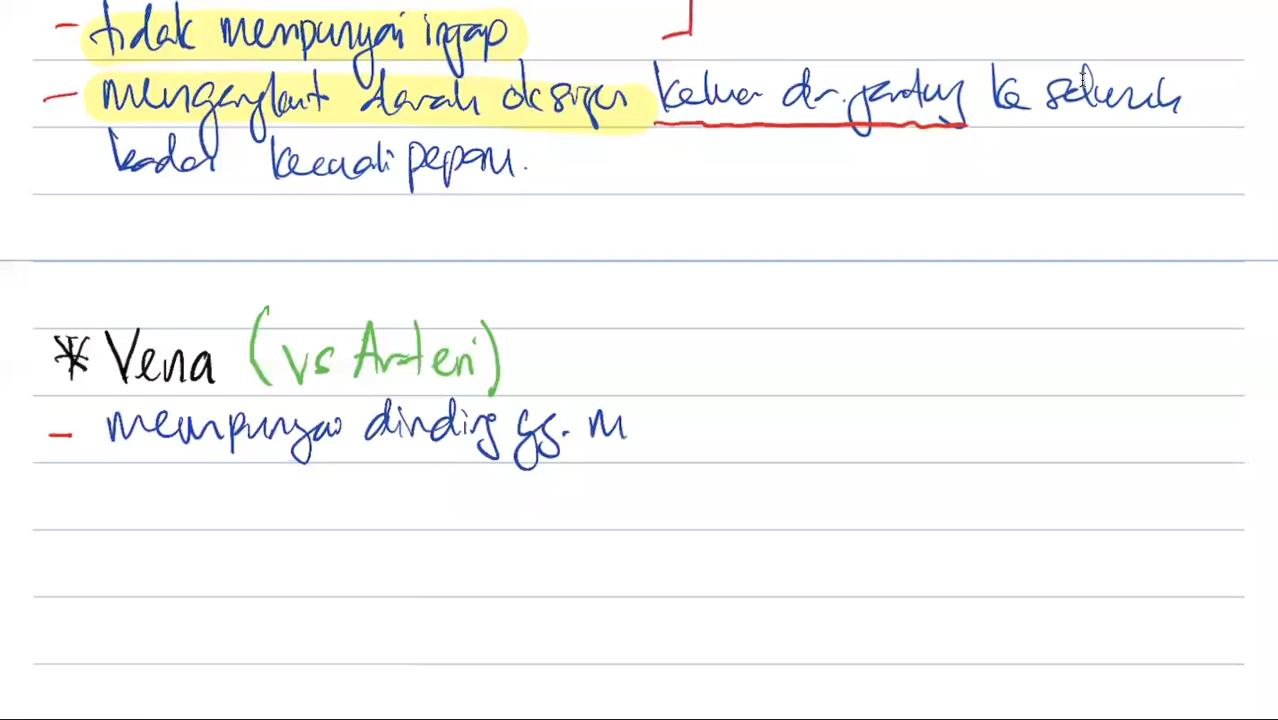 - tidak mempunyai injap
- mengangkut darah oksigen keluar dr. jantung ke seluruh
badan kecuali peparu.
* Vena (vs Arteri)
- mempunyai dinding yg. m